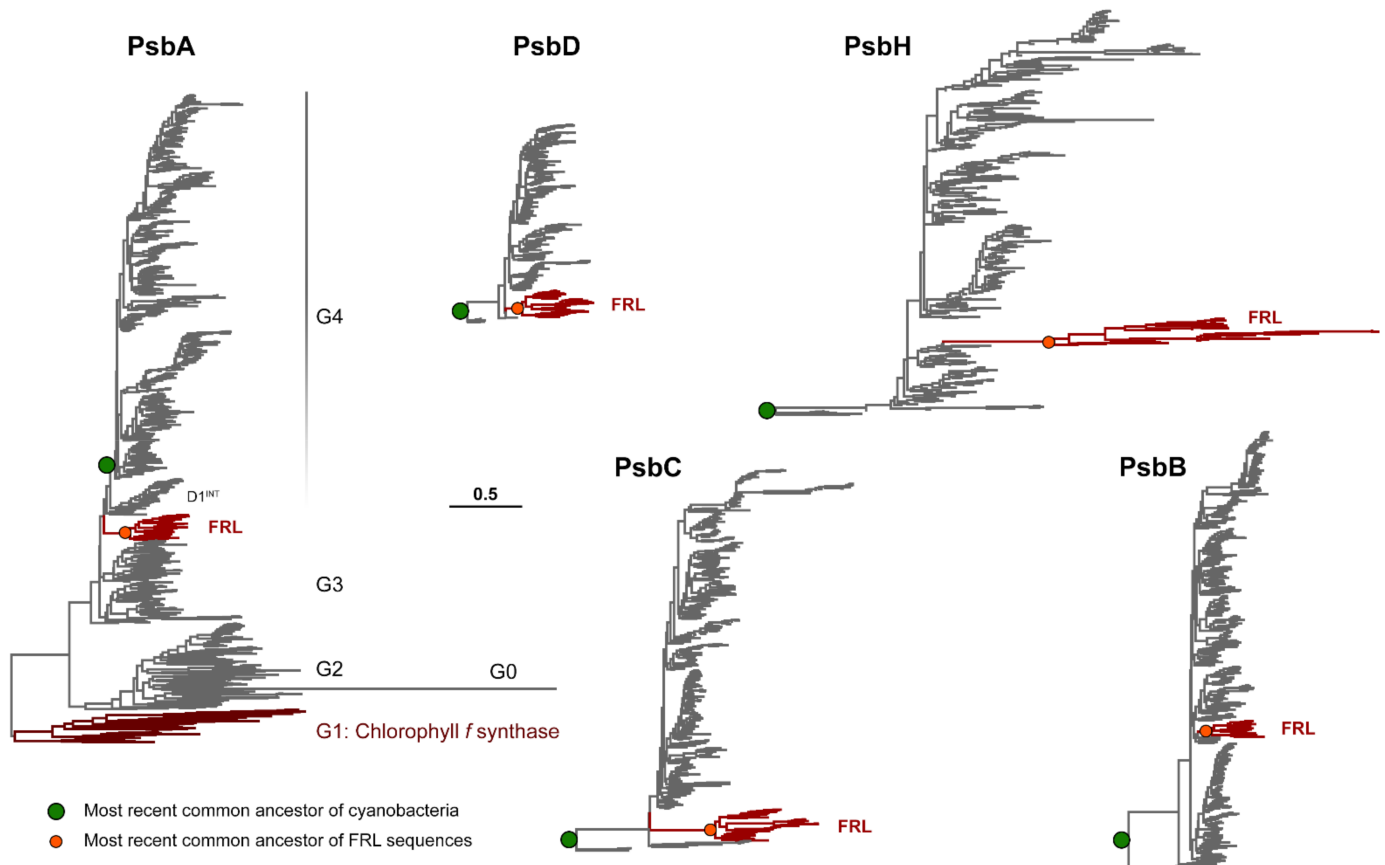 PsbA
PsbD
PsbH
G4
FRL
FRL
PsbC
PsbB
0.5
D1INT
FRL
G3
G2
G0
FRL
G1: Chlorophyll f synthase
FRL
Most recent common ancestor of cyanobacteria
Most recent common ancestor of FRL sequences